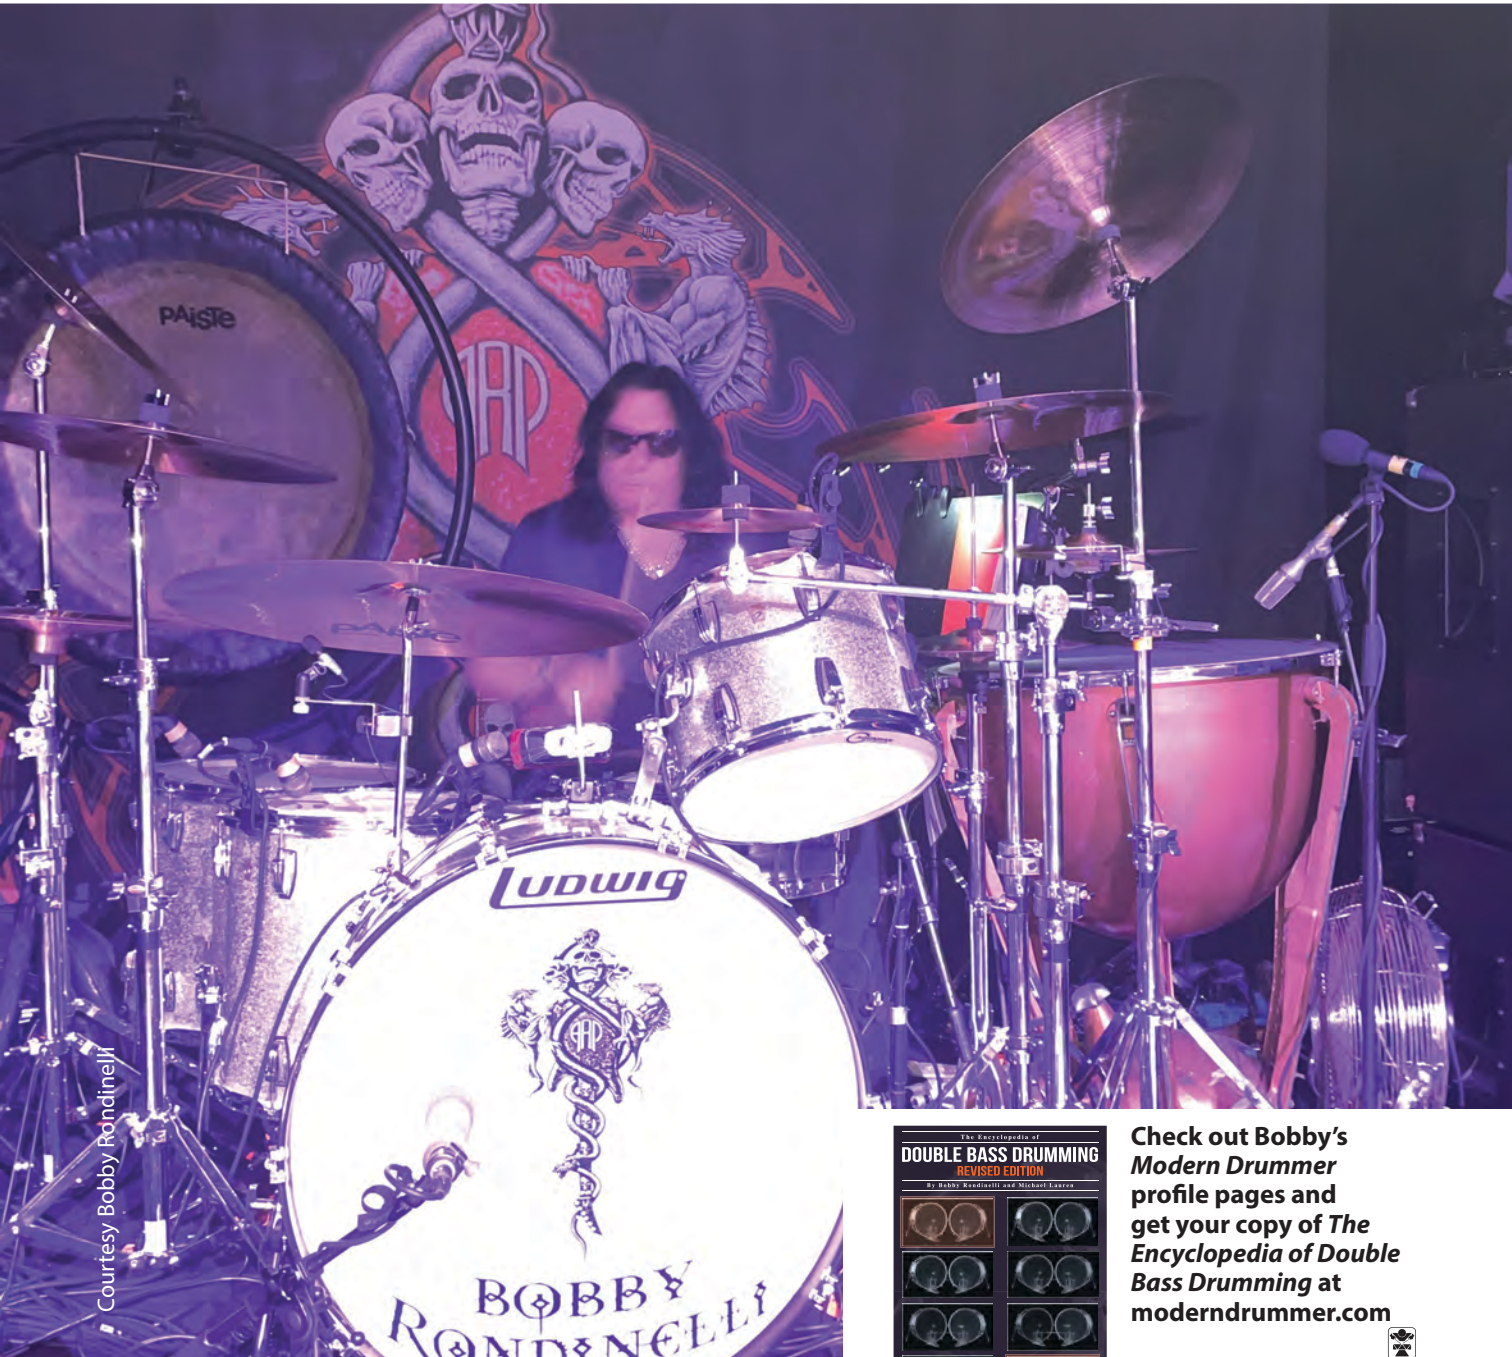 PAISTE
PAISTE
LUDWIG
BOBBY
RONDINELLI
Courtesy Bobby Rondinelli
The Encyclopedia of
DOUBLE BASS DRUMMING
REVISED EDITION
By Bobby Rondinelli and Michael Lauren
Check out Bobby’s
Modern Drummer
profile pages and
get your copy of The
Encyclopedia of Double
Bass Drumming at
moderndrummer.com